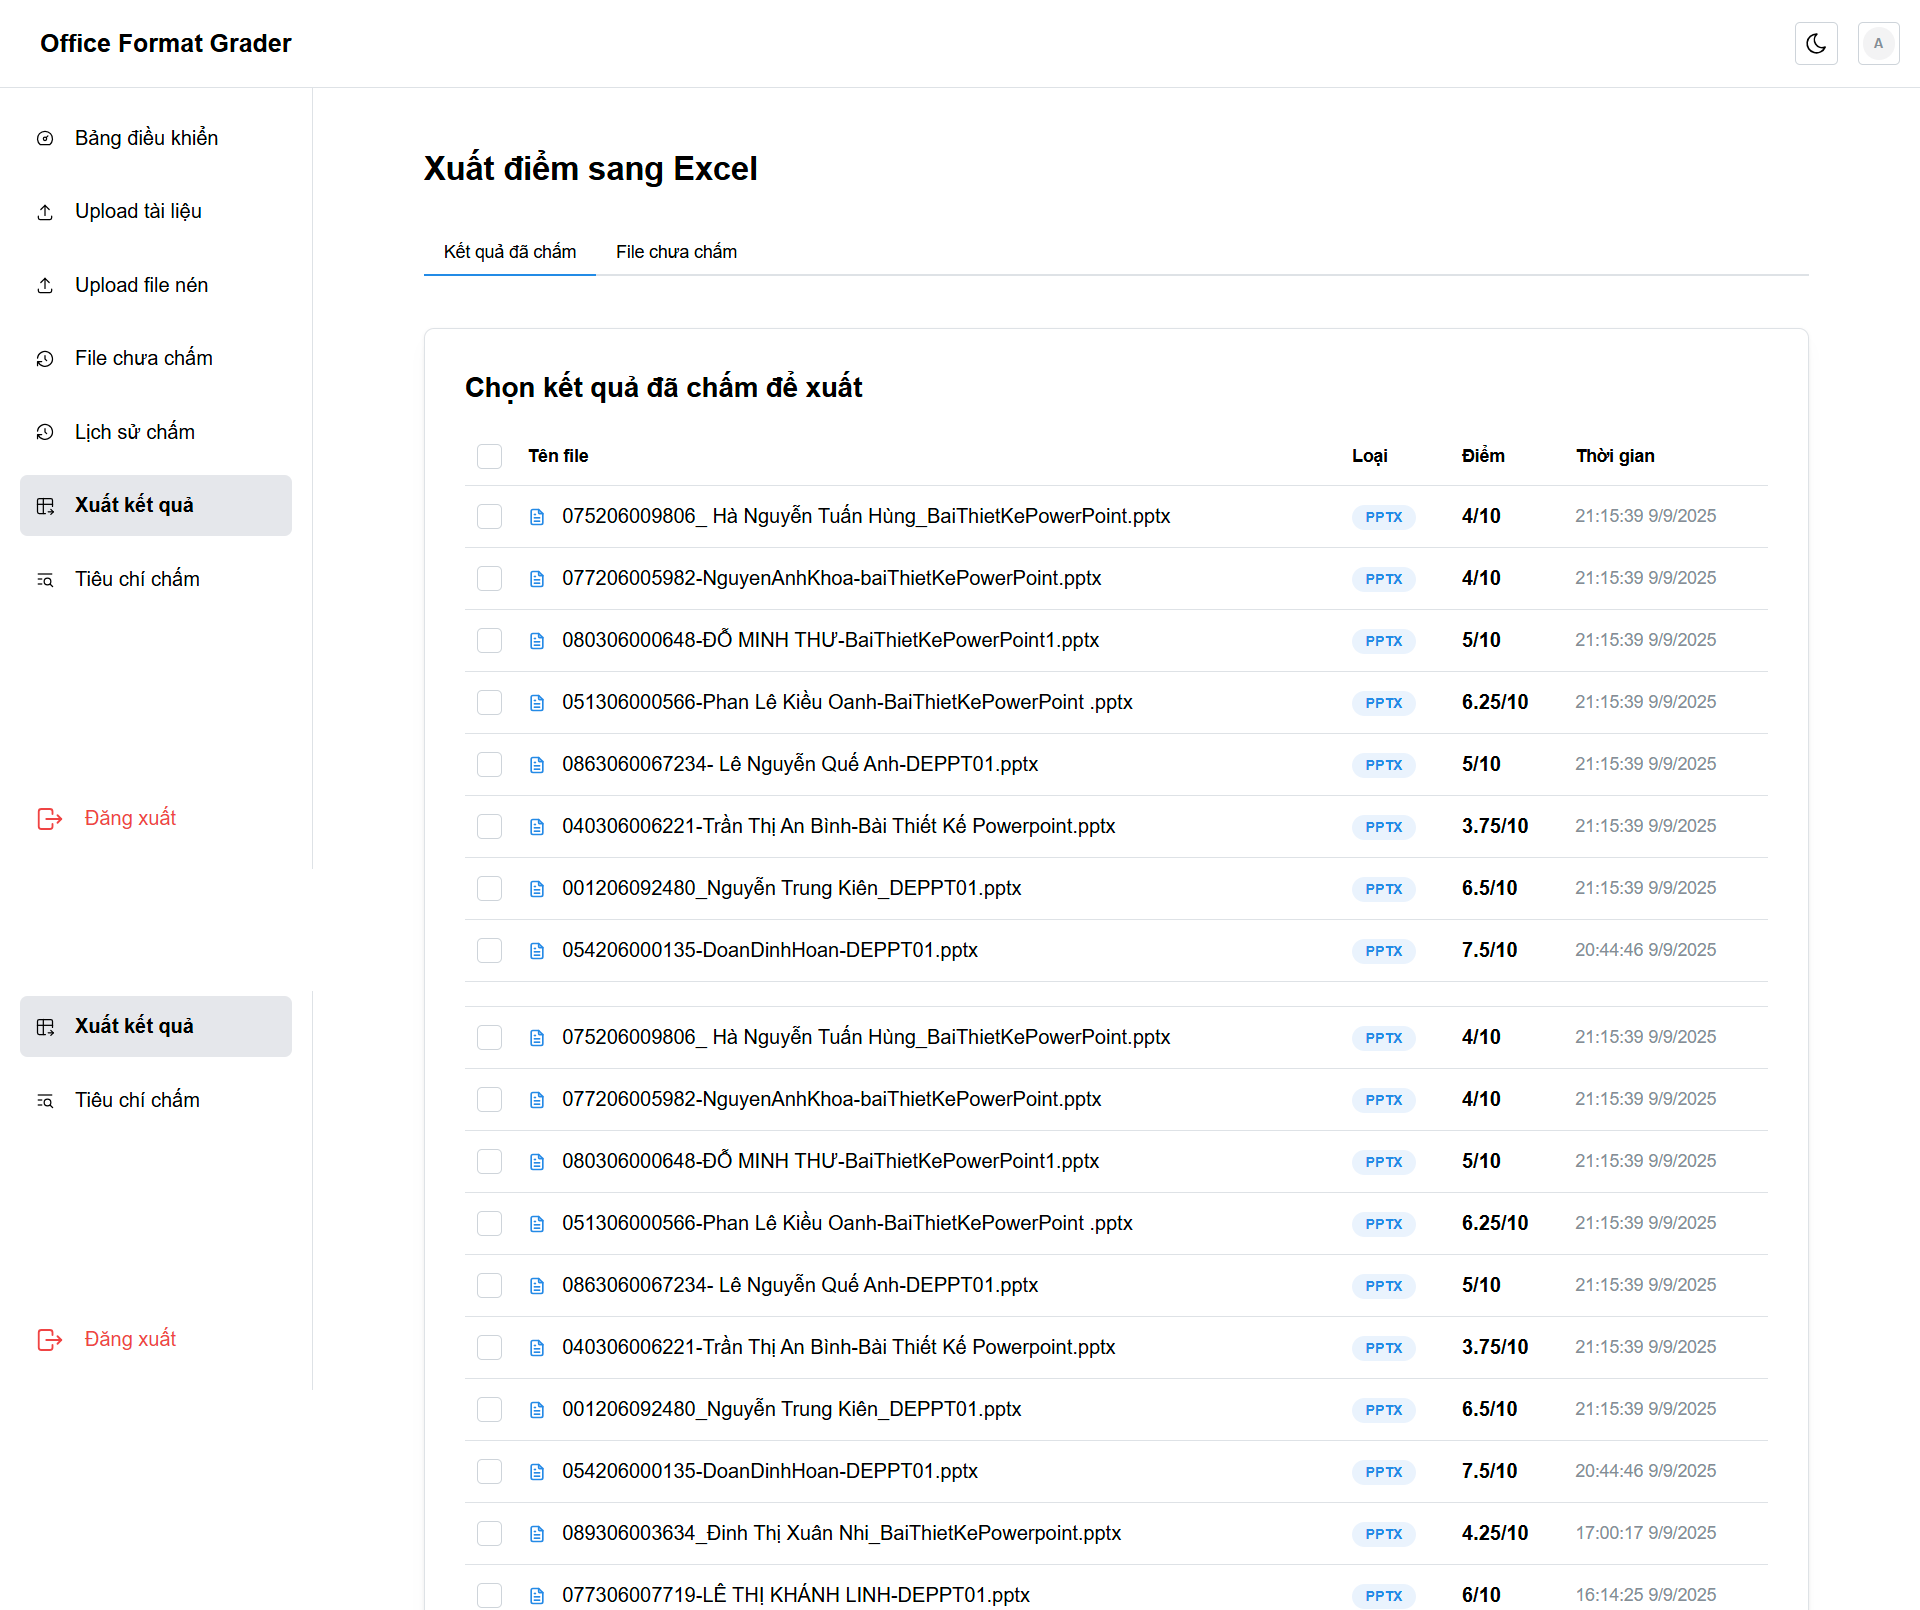 Office Format Grader
A
Bảng điều khiển
Upload tài liệu
Upload file nén
File chưa chấm
Lịch sử chấm
Xuất kết quả
Tiêu chí chấm
Đăng xuất
Xuất kết quả
Tiêu chí chấm
Đăng xuất
Xuất điểm sang Excel
Kết quả đã chấm File chưa chấm
Chọn kết quả đã chấm để xuất
Tên file Loại Điểm Thời gian
075206009806_ Hà Nguyễn Tuấn Hùng_BaiThietKePowerPoint.pptx PPTX 4/10 21:15:39 9/9/2025
077206005982-NguyenAnhKhoa-baiThietKePowerPoint.pptx PPTX 4/10 21:15:39 9/9/2025
080306000648-ĐỖ MINH THƯ-BaiThietKePowerPoint1.pptx PPTX 5/10 21:15:39 9/9/2025
051306000566-Phan Lê Kiều Oanh-BaiThietKePowerPoint .pptx PPTX 6.25/10 21:15:39 9/9/2025
0863060067234- Lê Nguyễn Quế Anh-DEPPT01.pptx PPTX 5/10 21:15:39 9/9/2025
040306006221-Trần Thị An Bình-Bài Thiết Kế Powerpoint.pptx PPTX 3.75/10 21:15:39 9/9/2025
001206092480_Nguyễn Trung Kiên_DEPPT01.pptx PPTX 6.5/10 21:15:39 9/9/2025
054206000135-DoanDinhHoan-DEPPT01.pptx PPTX 7.5/10 20:44:46 9/9/2025
075206009806_ Hà Nguyễn Tuấn Hùng_BaiThietKePowerPoint.pptx PPTX 4/10 21:15:39 9/9/2025
077206005982-NguyenAnhKhoa-baiThietKePowerPoint.pptx PPTX 4/10 21:15:39 9/9/2025
080306000648-ĐỖ MINH THƯ-BaiThietKePowerPoint1.pptx PPTX 5/10 21:15:39 9/9/2025
051306000566-Phan Lê Kiều Oanh-BaiThietKePowerPoint .pptx PPTX 6.25/10 21:15:39 9/9/2025
0863060067234- Lê Nguyễn Quế Anh-DEPPT01.pptx PPTX 5/10 21:15:39 9/9/2025
040306006221-Trần Thị An Bình-Bài Thiết Kế Powerpoint.pptx PPTX 3.75/10 21:15:39 9/9/2025
001206092480_Nguyễn Trung Kiên_DEPPT01.pptx PPTX 6.5/10 21:15:39 9/9/2025
054206000135-DoanDinhHoan-DEPPT01.pptx PPTX 7.5/10 20:44:46 9/9/2025
089306003634_Đinh Thị Xuân Nhi_BaiThietKePowerpoint.pptx PPTX 4.25/10 17:00:17 9/9/2025
077306007719-LÊ THỊ KHÁNH LINH-DEPPT01.pptx PPTX 6/10 16:14:25 9/9/2025